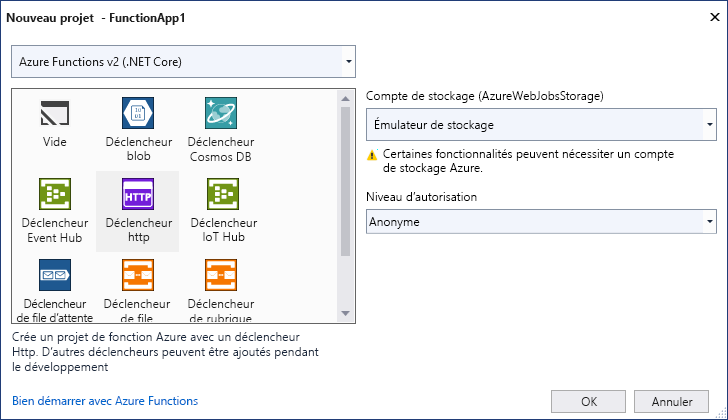 Nouveau projet - FunctionApp1
Azure Functions v2 (.NET Core)
Vide
Déclencheur
blob
Déclencheur
Cosmos DB
Déclencheur
Event Hub
HTTP
Déclencheur
http
Déclencheur
IoT Hub
Déclencheur
de file d'attente
Déclencheur
de file
Déclencheur
de rubrique
Compte de stockage (AzureWebJobsStorage)
Émulateur de stockage
Certaines fonctionnalités peuvent nécessiter un compte
de stockage Azure.
Niveau d'autorisation
Anonyme
Crée un projet de fonction Azure avec un déclencheur
Http. D'autres déclencheurs peuvent être ajoutés pendant
le développement
Bien démarrer avec Azure Functions
OK
Annuler